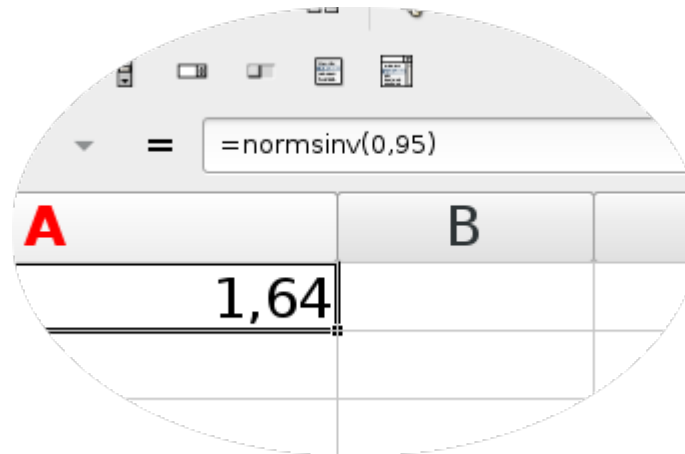 = =normsinv(0,95)
A B
1,64